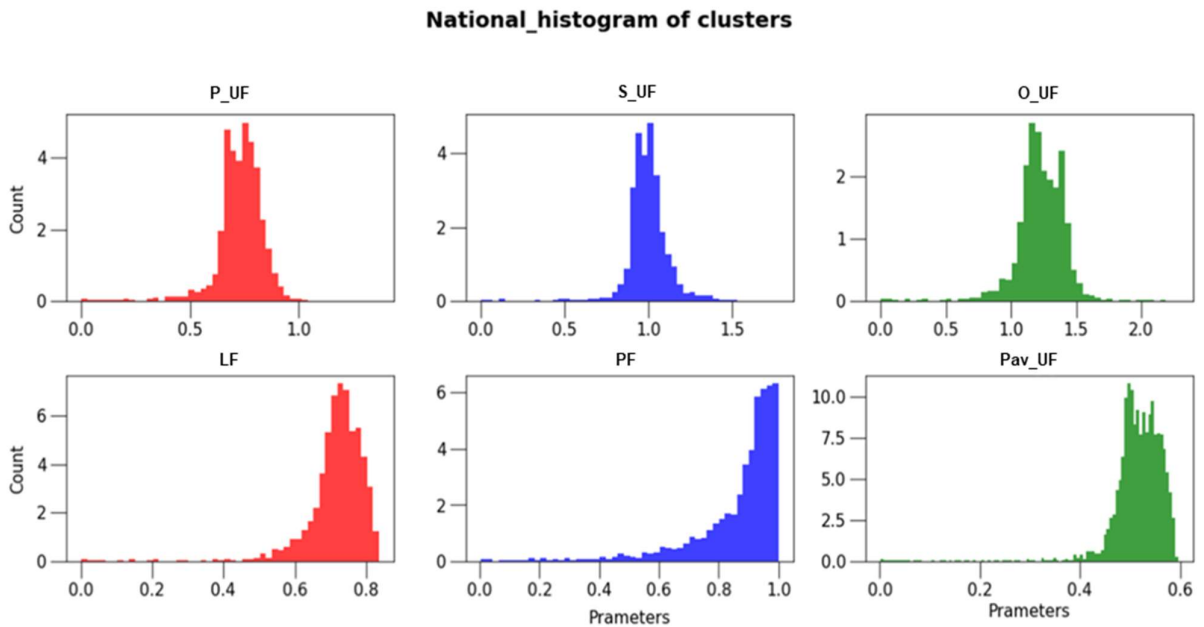 National_histogram of clusters
P_UF
S_UF
O_UF
Count
4
2
0
0.0 0.5 1.0
4
2
0
0.0 0.5 1.0 1.5
2
1
0
0.0 0.5 1.0 1.5 2.0
LF
PF
Pav_UF
Count
6
4
2
0
0.0 0.2 0.4 0.6 0.8
6
4
2
0
0.0 0.2 0.4 0.6 0.8 1.0
Prameters
10.0
7.5
5.0
2.5
0.0
0.0 0.2 0.4 0.6
Prameters